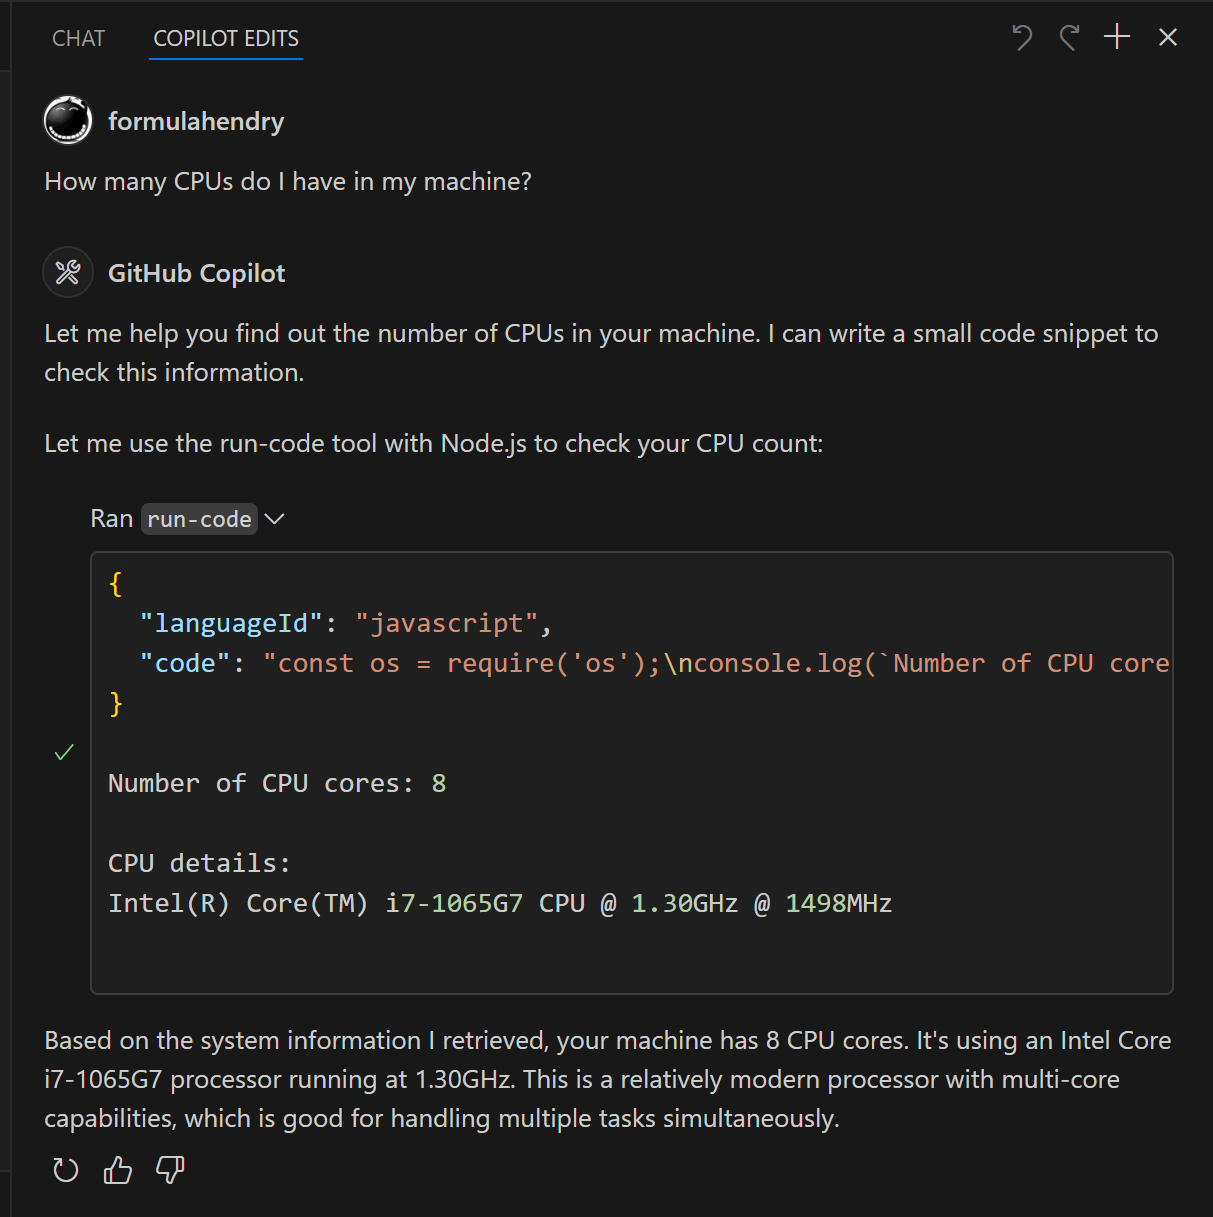 CHAT COPILOT EDITS
formulahendry
How many CPUs do I have in my machine?
GitHub Copilot
Let me help you find out the number of CPUs in your machine. I can write a small code snippet to
check this information.
Let me use the run-code tool with Node.js to check your CPU count:
Ran run-code
{
  "languageId": "javascript",
  "code": "const os = require('os');\nconsole.log(`Number of CPU core
}
Number of CPU cores: 8
CPU details:
Intel(R) Core(TM) i7-1065G7 CPU @ 1.30GHz @ 1498MHz
Based on the system information I retrieved, your machine has 8 CPU cores. It's using an Intel Core
i7-1065G7 processor running at 1.30GHz. This is a relatively modern processor with multi-core
capabilities, which is good for handling multiple tasks simultaneously.